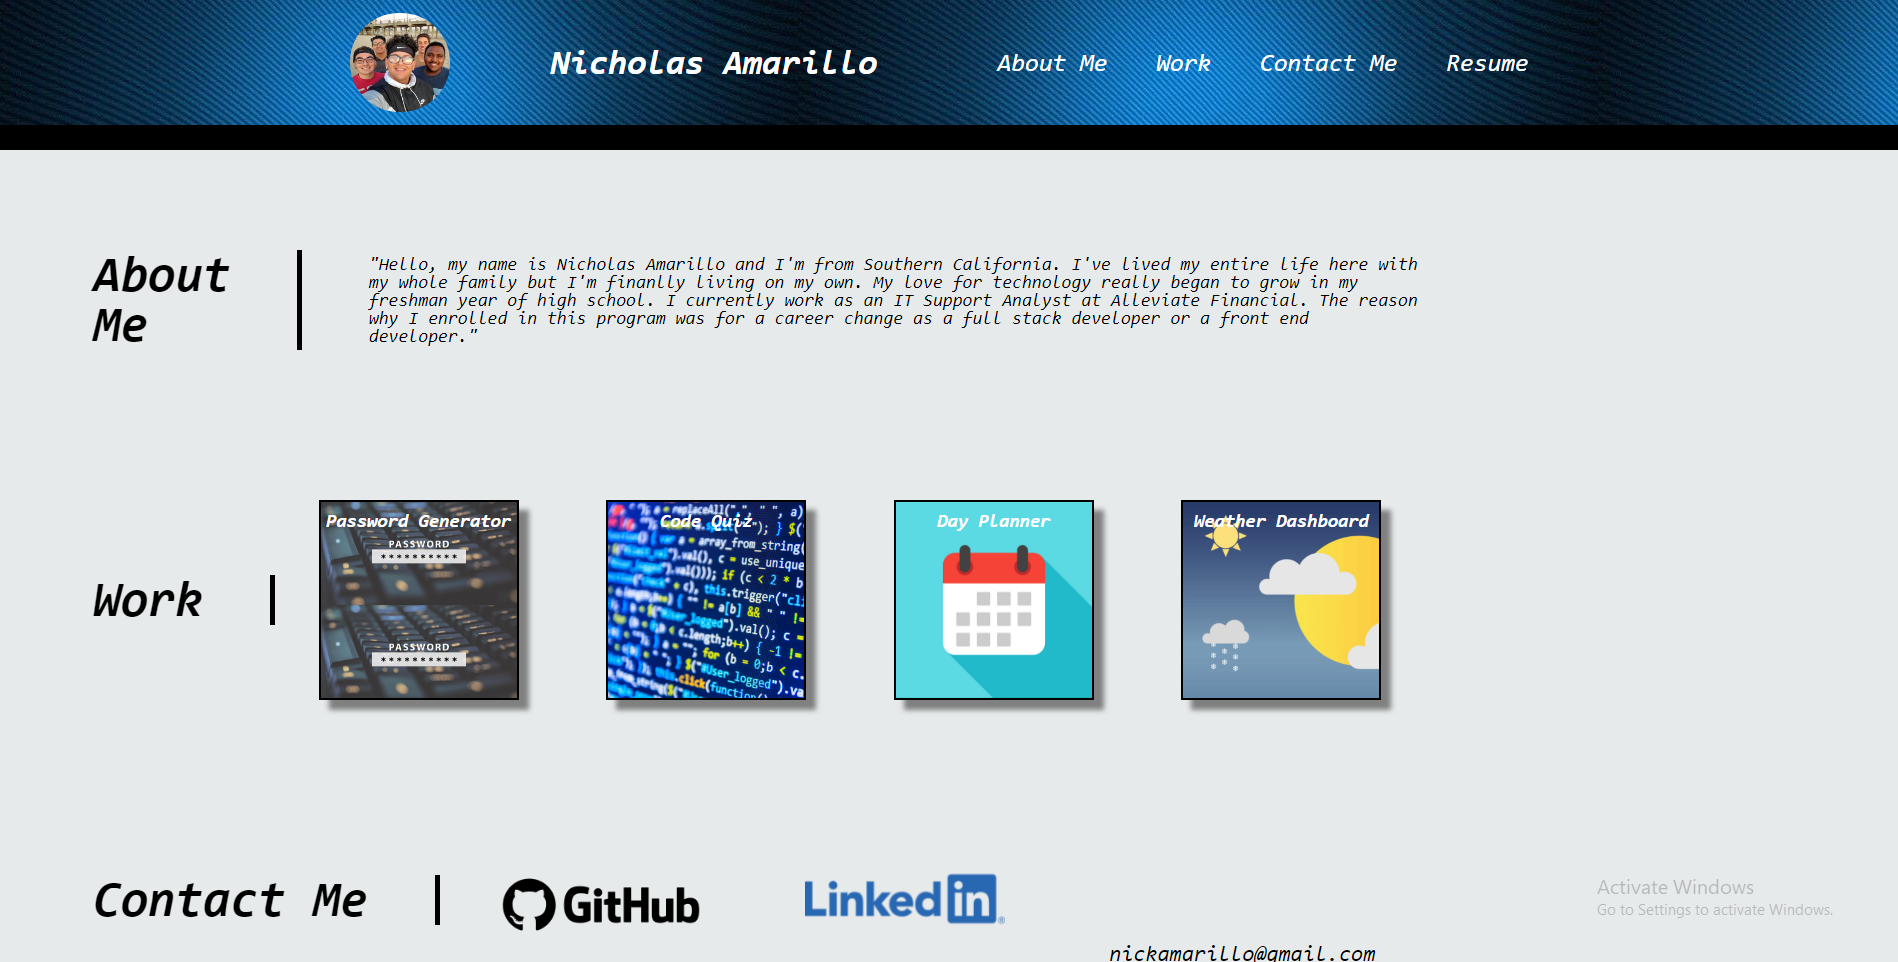 Nicholas Amarillo
About Me Work Contact Me Resume
About
Me
"Hello, my name is Nicholas Amarillo and I'm from Southern California. I've lived my entire life here with
my whole family but I'm finanlly living on my own. My love for technology really began to grow in my
freshman year of high school. I currently work as an IT Support Analyst at Alleviate Financial. The reason
why I enrolled in this program was for a career change as a full stack developer or a front end
developer."
Work
Password Generator
PASSWORD
**********
PASSWORD
**********
Code Quiz
Day Planner
Weather Dashboard
Contact Me
GitHub
Linkedin
nickamarillo@gmail.com
Activate Windows
Go to Settings to activate Windows.